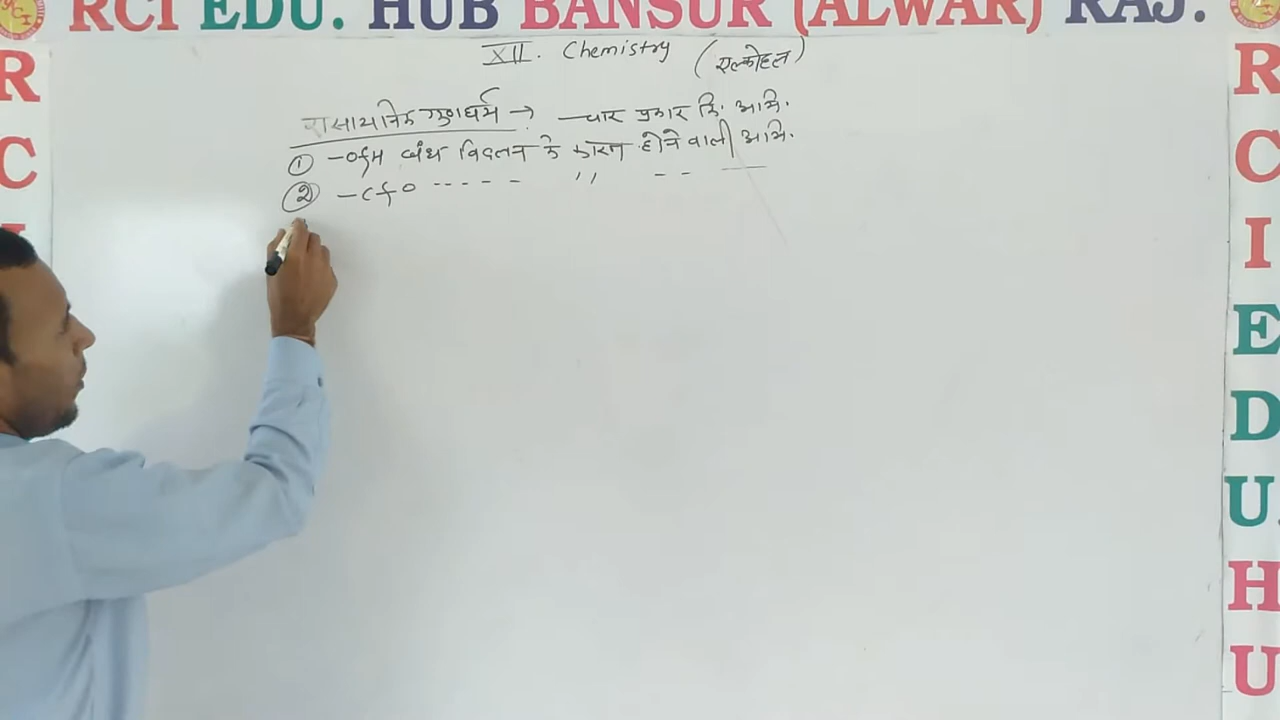 RCI EDU. HUB BANSUR (ALWAR) RAJ.
XII. Chemistry (एल्कोहल)
रासायनिक गुणधर्म → चार प्रकार कि. अभि.
① -O⌿H बंध विदलन के कारण होने वाली अभि.
② -C⌿O ----- '' -- —
R
C
I
R
C
I
E
D
U.
H
U